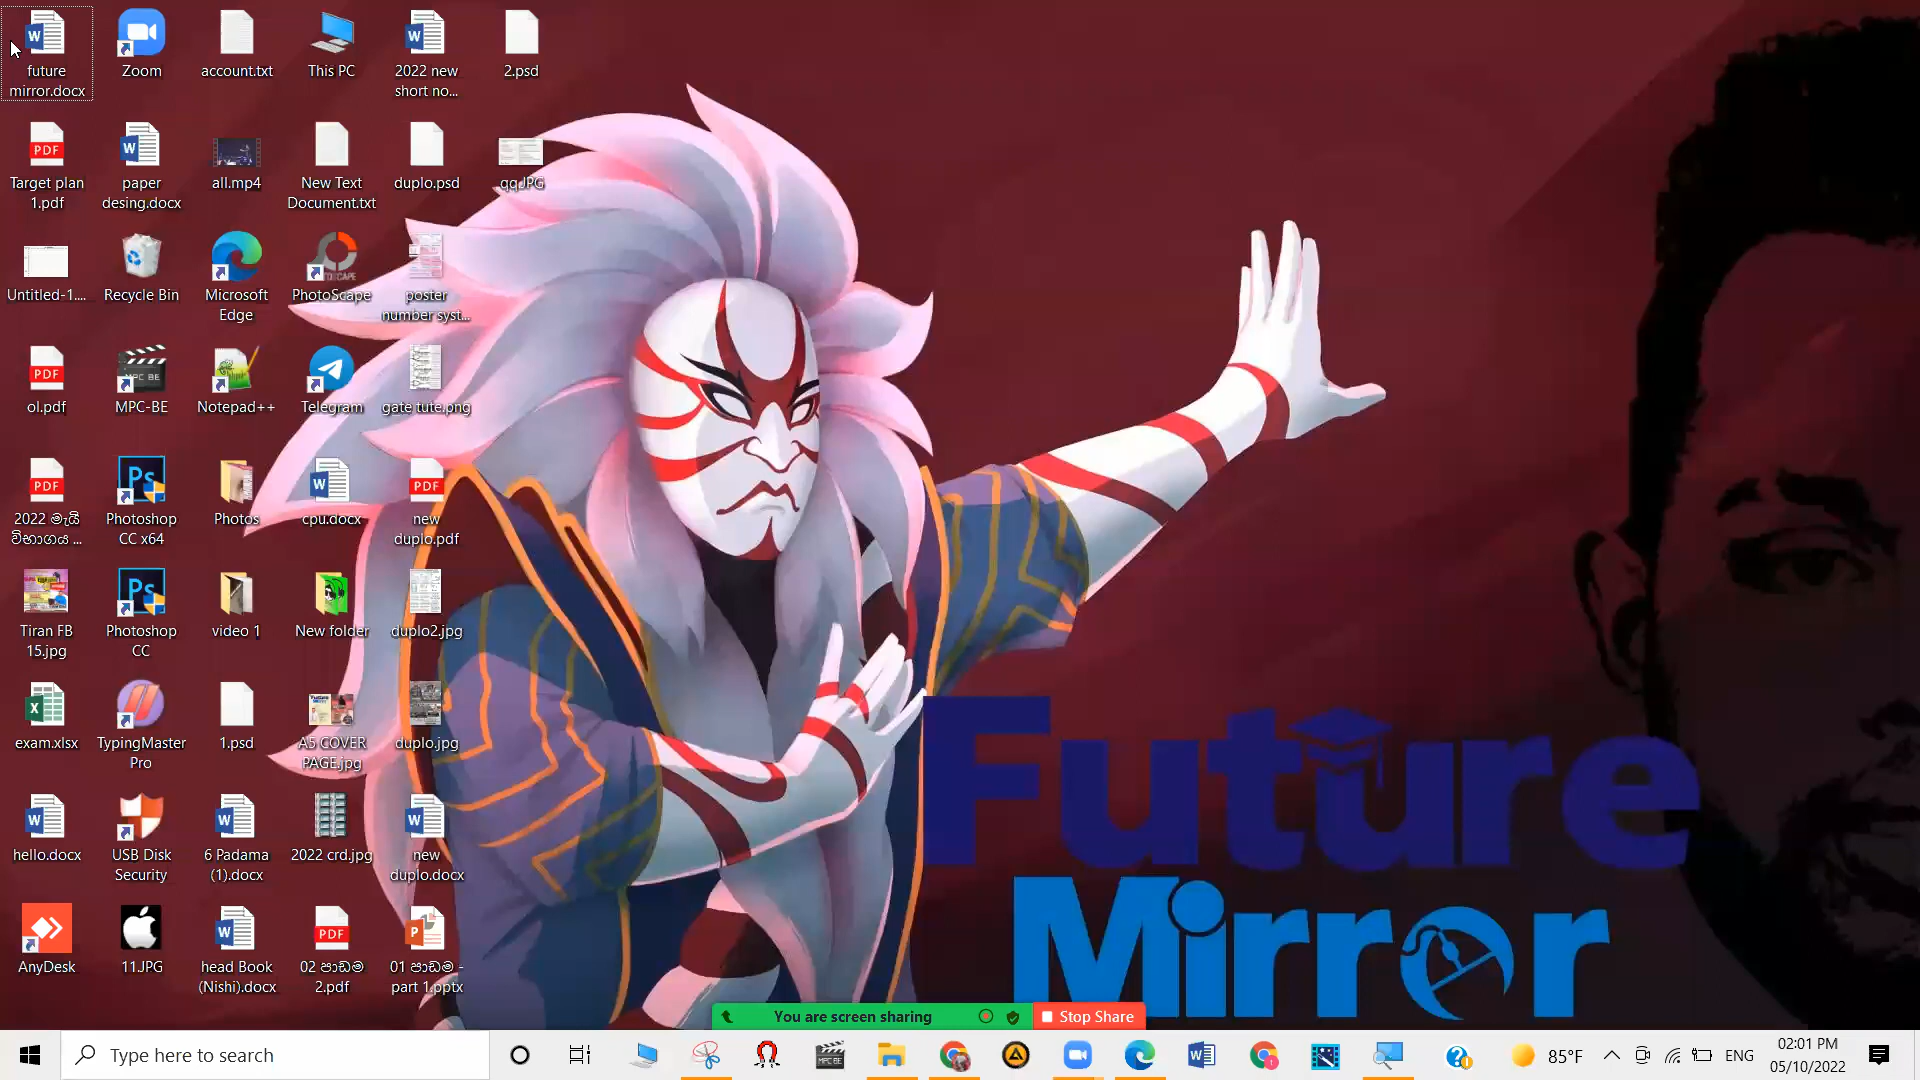 future
mirror.docx
Zoom
account.txt
This PC
2022 new
short no...
2.psd
Target plan
1.pdf
paper
desing.docx
all.mp4
New Text
Document.txt
duplo.psd
qq.JPG
Untitled-1....
Recycle Bin
Microsoft
Edge
PhotoScape
poster
number syst...
ol.pdf
MPC-BE
Notepad++
Telegram
gate tute.png
2022 මැයි
විභාගය ...
Photoshop
CC x64
Photos
cpu.docx
new
duplo.pdf
Tiran FB
15.jpg
Photoshop
CC
video 1
New folder
duplo2.jpg
exam.xlsx
TypingMaster
Pro
1.psd
A5 COVER
PAGE.jpg
duplo.jpg
hello.docx
USB Disk
Security
6 Padama
(1).docx
2022 crd.jpg
new
duplo.docx
AnyDesk
11.JPG
head Book
(Nishi).docx
02 පාඩම
2.pdf
01 පාඩම -
part 1.pptx
Future
Mirror
You are screen sharing
Stop Share
Type here to search
85°F
ENG
02:01 PM
05/10/2022